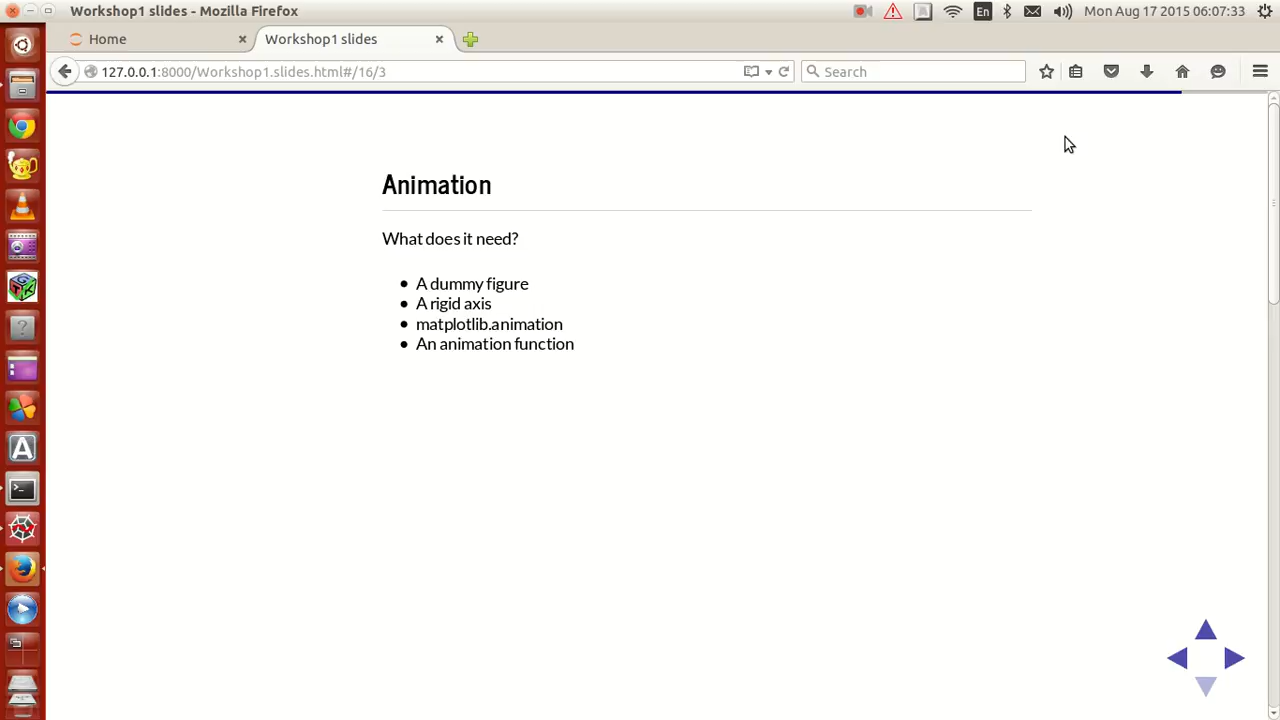 Workshop1 slides - Mozilla Firefox
En
Mon Aug 17 2015 06:07:33
Home
Workshop1 slides
127.0.0.1:8000/Workshop1.slides.html#/16/3
Search
Animation
What does it need?
A dummy figure
A rigid axis
matplotlib.animation
An animation function